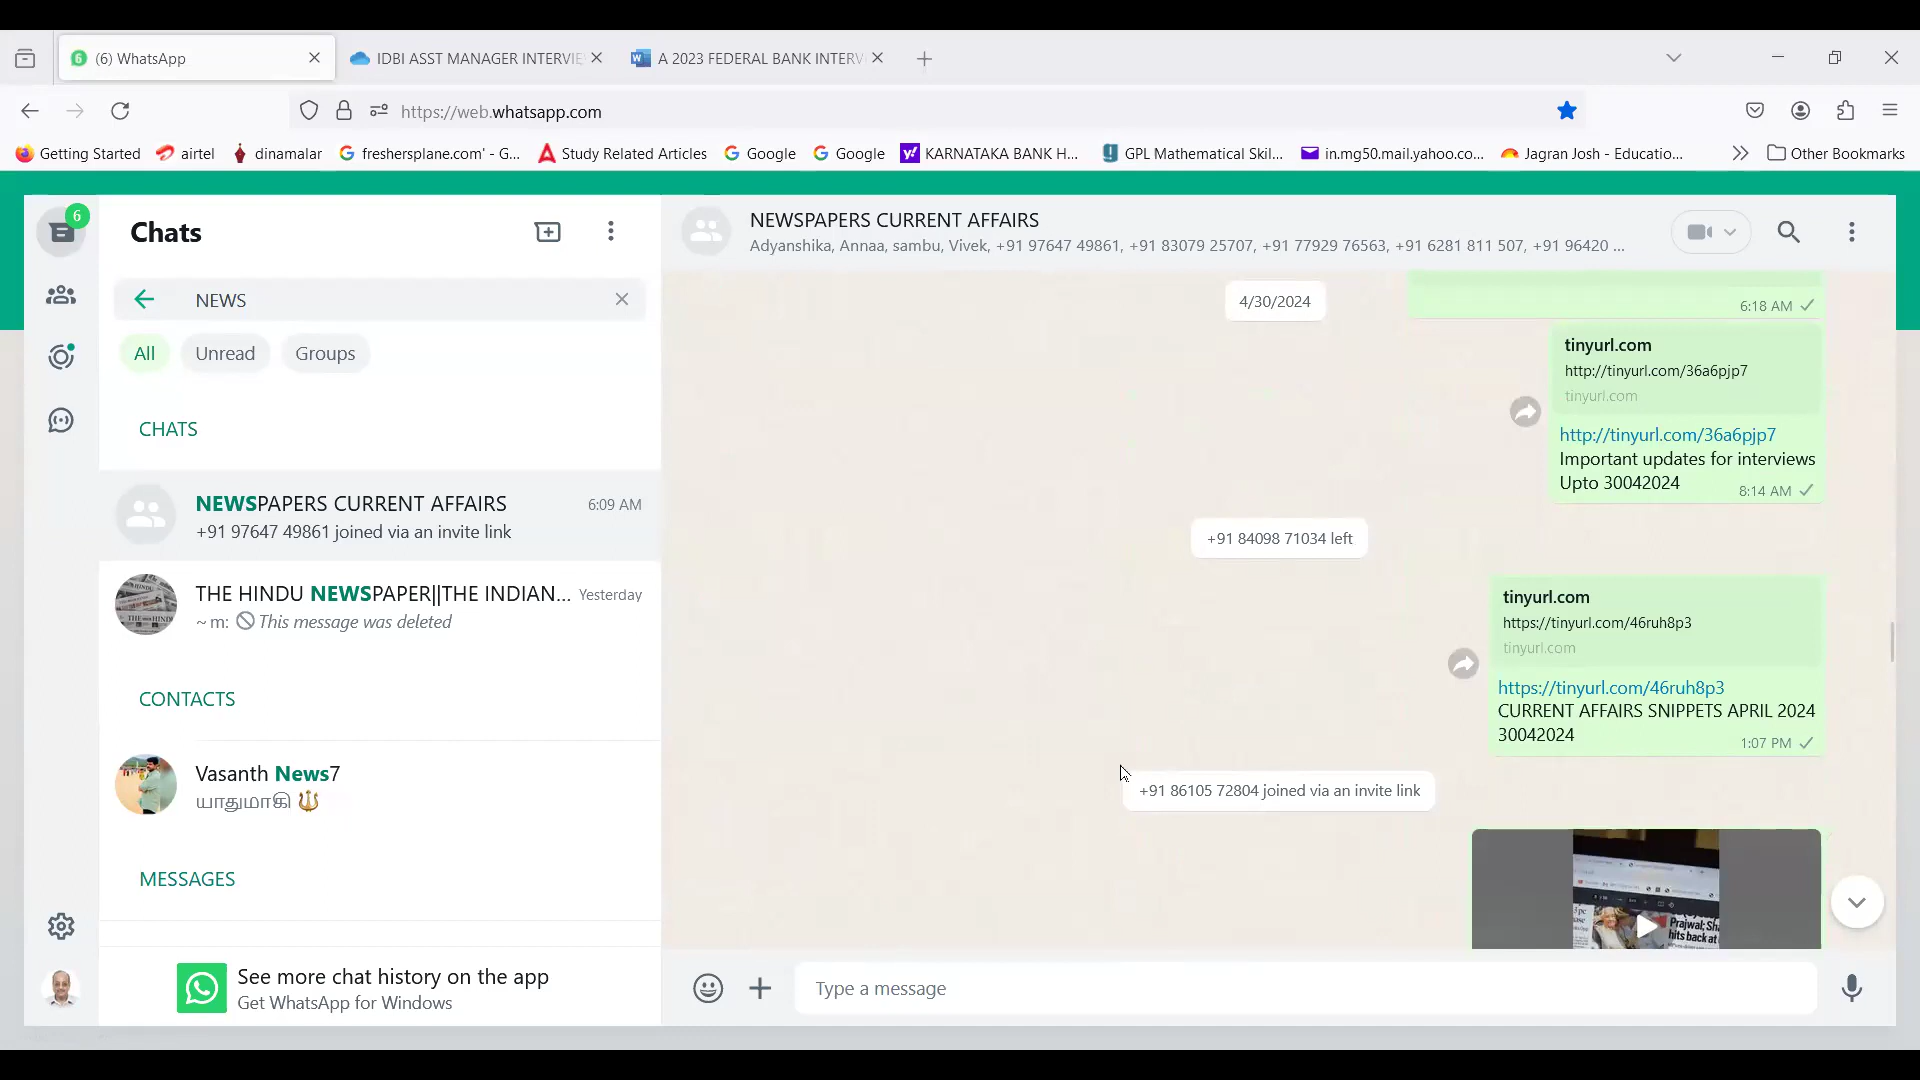 (6) WhatsApp
IDBI ASST MANAGER INTERVIE
A 2023 FEDERAL BANK INTERV
https://web.whatsapp.com
Getting Started
airtel
dinamalar
freshersplane.com' - G...
Study Related Articles
Google
Google
KARNATAKA BANK H...
GPL Mathematical Skil...
in.mg50.mail.yahoo.co...
Jagran Josh - Educatio...
Other Bookmarks
6
Chats
NEWS
All
Unread
Groups
CHATS
NEWSPAPERS CURRENT AFFAIRS
6:09 AM
+91 97647 49861 joined via an invite link
THE HINDU NEWSPAPER||THE INDIAN...
Yesterday
~ m: This message was deleted
CONTACTS
Vasanth News7
யாதுமாகி
MESSAGES
See more chat history on the app
Get WhatsApp for Windows
NEWSPAPERS CURRENT AFFAIRS
Adyanshika, Annaa, sambu, Vivek, +91 97647 49861, +91 83079 25707, +91 77929 76563, +91 6281 811 507, +91 96420 ...
4/30/2024
6:18 AM
tinyurl.com
http://tinyurl.com/36a6pjp7
tinyurl.com
http://tinyurl.com/36a6pjp7
Important updates for interviews
Upto 30042024
8:14 AM
+91 84098 71034 left
tinyurl.com
https://tinyurl.com/46ruh8p3
tinyurl.com
https://tinyurl.com/46ruh8p3
CURRENT AFFAIRS SNIPPETS APRIL 2024
30042024
1:07 PM
+91 86105 72804 joined via an invite link
Prajwal; Sha
hits back at
Type a message